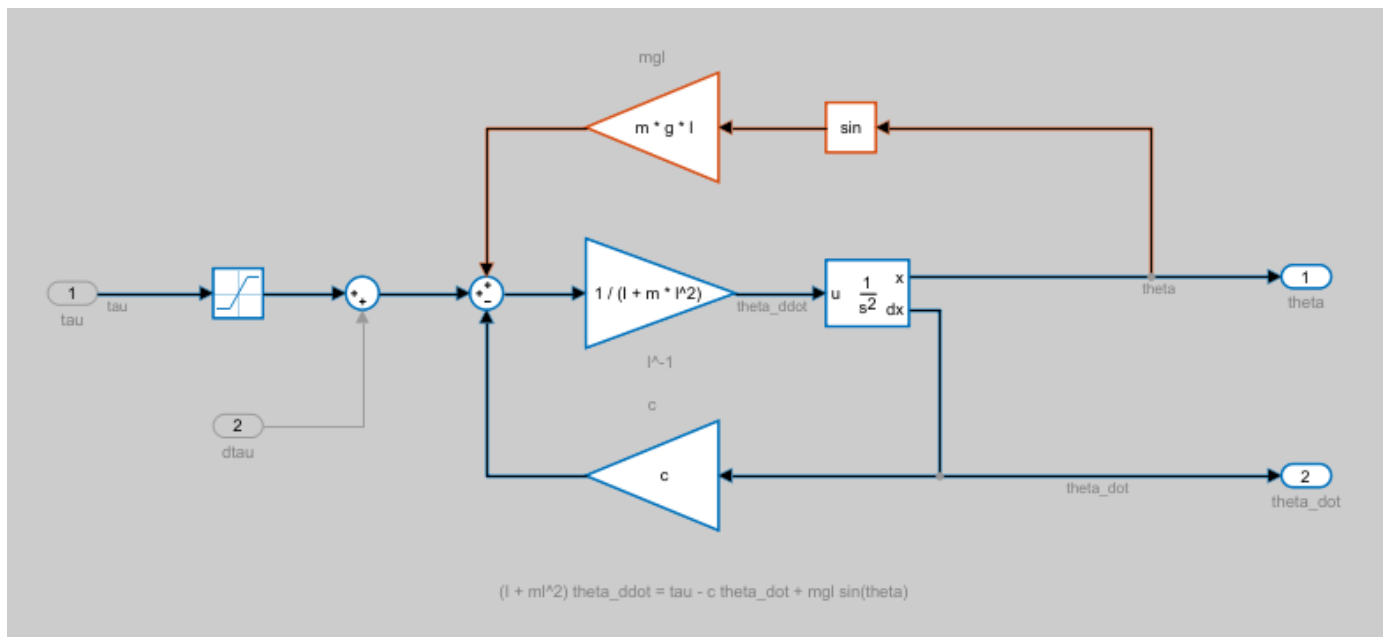 mgl
m * g * l
sin
1
tau
tau
1 / (I + m * l^2)
theta_ddot
u
1
s2
x
dx
theta
1
theta
I^-1
c
2
dtau
c
theta_dot
2
theta_dot
(I + ml^2) theta_ddot = tau - c theta_dot + mgl sin(theta)